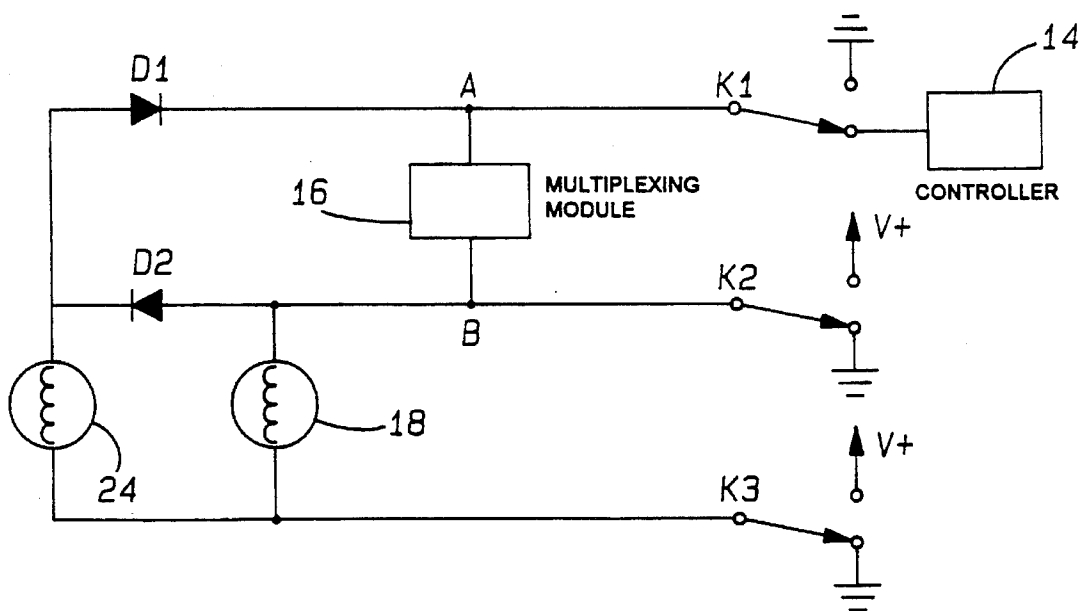 14
D1
A
K1
16
MULTIPLEXING
MODULE
CONTROLLER
V+
D2
B
K2
18
V+
24
K3